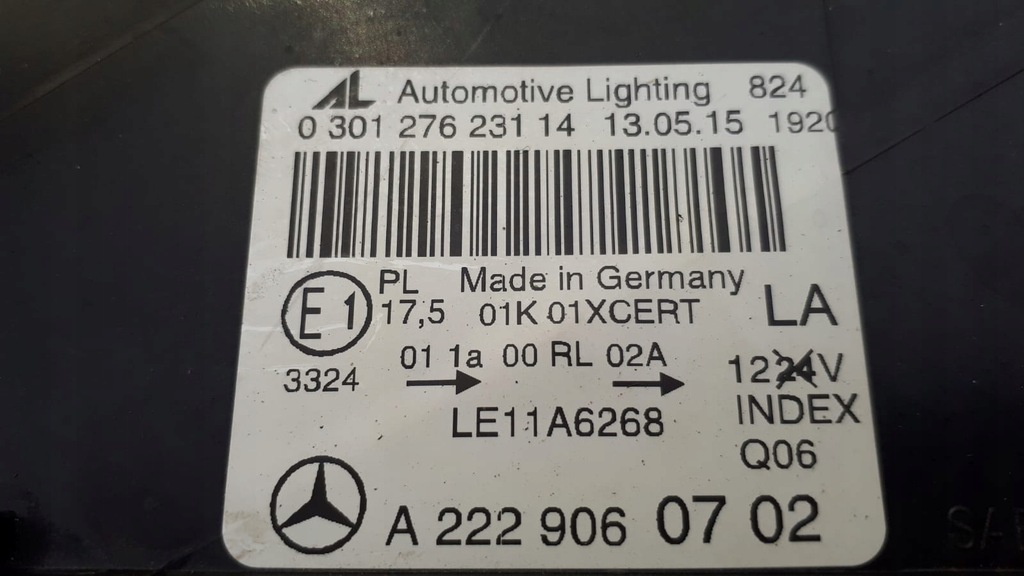 AL Automotive Lighting 824
0 301 276 231 14 13.05.15 1920
E1 PL Made in Germany
17,5 01K 01XCERT LA
3324 01 1a 00 RL 02A 1224V
LE11A6268 INDEX
Q06
A 222 906 07 02